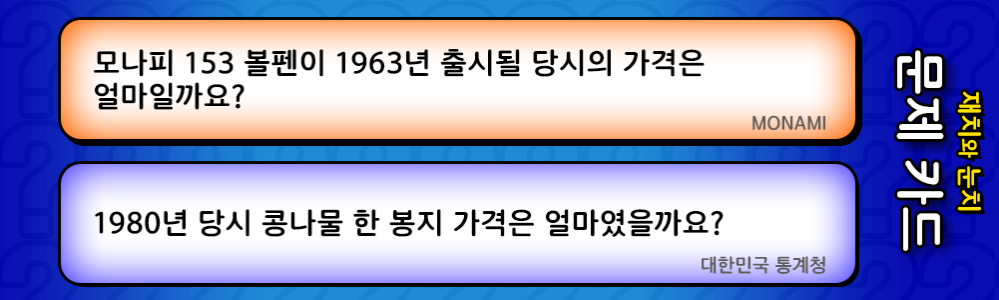 모나피 153 볼펜이 1963년 출시될 당시의 가격은
얼마일까요?
MONAMI
1980년 당시 콩나물 한 봉지 가격은 얼마였을까요?
대한민국 통계청
재치와 눈치
문제 카드